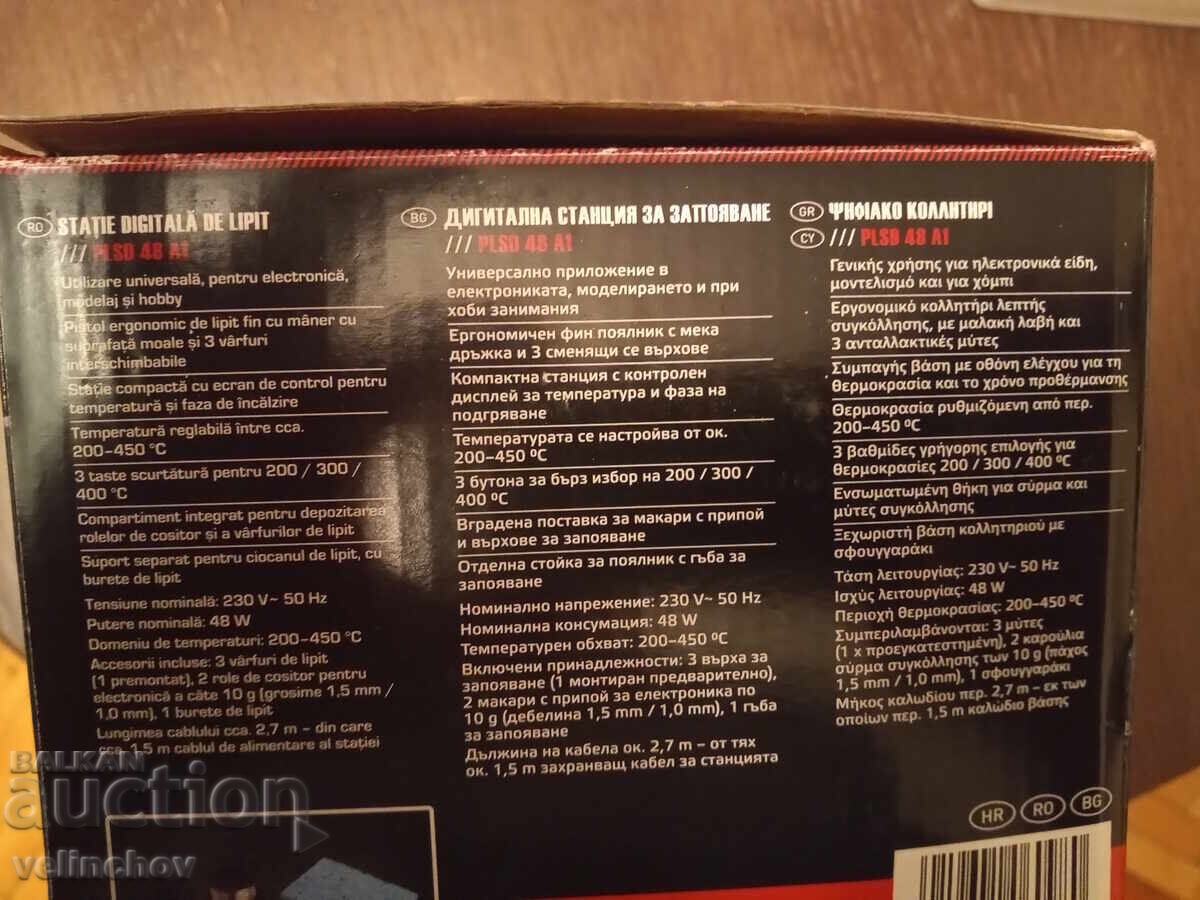 RO STAȚIE DIGITALĂ DE LIPIT
/// PLSD 48 A1
Utilizare universală, pentru electronică,
modelaj și hobby
Pistol ergonomic de lipit fin cu mâner cu
suprafață moale și 3 vârfuri
interschimbabile
Stație compactă cu ecran de control pentru
temperatură și faza de încălzire
Temperatură reglabilă între cca.
200–450 °C
3 taste scurtătură pentru 200 / 300 /
400 °C
Compartiment integrat pentru depozitarea
rolelor de cositor și a vârfurilor de lipit
Suport separat pentru ciocanul de lipit, cu
burete de lipit
Tensiune nominală: 230 V~ 50 Hz
Putere nominală: 48 W
Domeniu de temperaturi: 200–450 °C
Accesorii incluse: 3 vârfuri de lipit
(1 premontat), 2 role de cositor pentru
electronică a câte 10 g (grosime 1,5 mm /
1,0 mm), 1 burete de lipit
Lungimea cablului cca. 2,7 m – din care
cca. 1,5 m cablul de alimentare al stației
BG ДИГИТАЛНА СТАНЦИЯ ЗА ЗАПОЯВАНЕ
/// PLSD 48 A1
Универсално приложение в
електрониката, моделирането и при
хоби занимания
Ергономичен фин поялник с мека
дръжка и 3 сменящи се върхове
Компактна станция с контролен
дисплей за температура и фаза на
подгряване
Температурата се настройва от ок.
200–450 ºC
3 бутона за бърз избор на 200 / 300 /
400 ºC
Вградена поставка за макари с припой
и върхове за запояване
Отделна стойка за поялник с гъба за
запояване
Номинално напрежение: 230 V~ 50 Hz
Номинална консумация: 48 W
Температурен обхват: 200–450 ºC
Включени принадлежности: 3 върха за
запояване (1 монтиран предварително),
2 макари с припой за електроника по
10 g (дебелина 1,5 mm / 1,0 mm), 1 гъба
за запояване
Дължина на кабела ок. 2,7 m – от тях
ок. 1,5 m захранващ кабел за станцията
GR ΨΗΦΙΑΚΟ ΚΟΛΛΗΤΗΡΙ
CY /// PLSD 48 A1
Γενικής χρήσης για ηλεκτρονικά είδη,
μοντελισμό και για χόμπι
Εργονομικό κολλητήρι λεπτής
συγκόλλησης, με μαλακή λαβή και
3 ανταλλακτικές μύτες
Συμπαγής βάση με οθόνη ελέγχου για τη
θερμοκρασία και το χρόνο προθέρμανσης
Θερμοκρασία ρυθμιζόμενη από περ.
200–450 ºC
3 βαθμίδες γρήγορης επιλογής για
θερμοκρασίες 200 / 300 / 400 ºC
Ενσωματωμένη θήκη για σύρμα και
μύτες συγκόλλησης
Ξεχωριστή βάση κολλητηριού με
σφουγγαράκι
Τάση λειτουργίας: 230 V~ 50 Hz
Ισχύς λειτουργίας: 48 W
Περιοχή θερμοκρασίας: 200–450 ºC
Συμπεριλαμβάνονται: 3 μύτες
(1 x προεγκατεστημένη), 2 καρούλια
σύρμα συγκόλλησης των 10 g (πάχος
1,5 mm / 1,0 mm), 1 σφουγγαράκι
Μήκος καλωδίου περ. 2,7 m – εκ των
οποίων περ. 1,5 m καλώδιο βάσης
HR RO BG
BALKAN
auction
velinchov